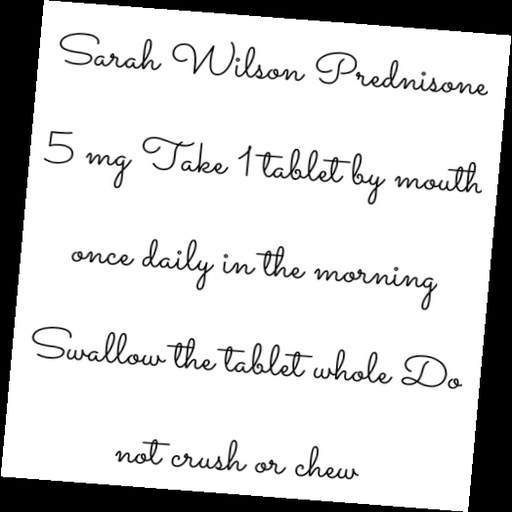 Sarah Wilson Prednisone
5 mg Take 1 tablet by mouth
once daily in the morning
Swallow the tablet whole Do
not crush or chew